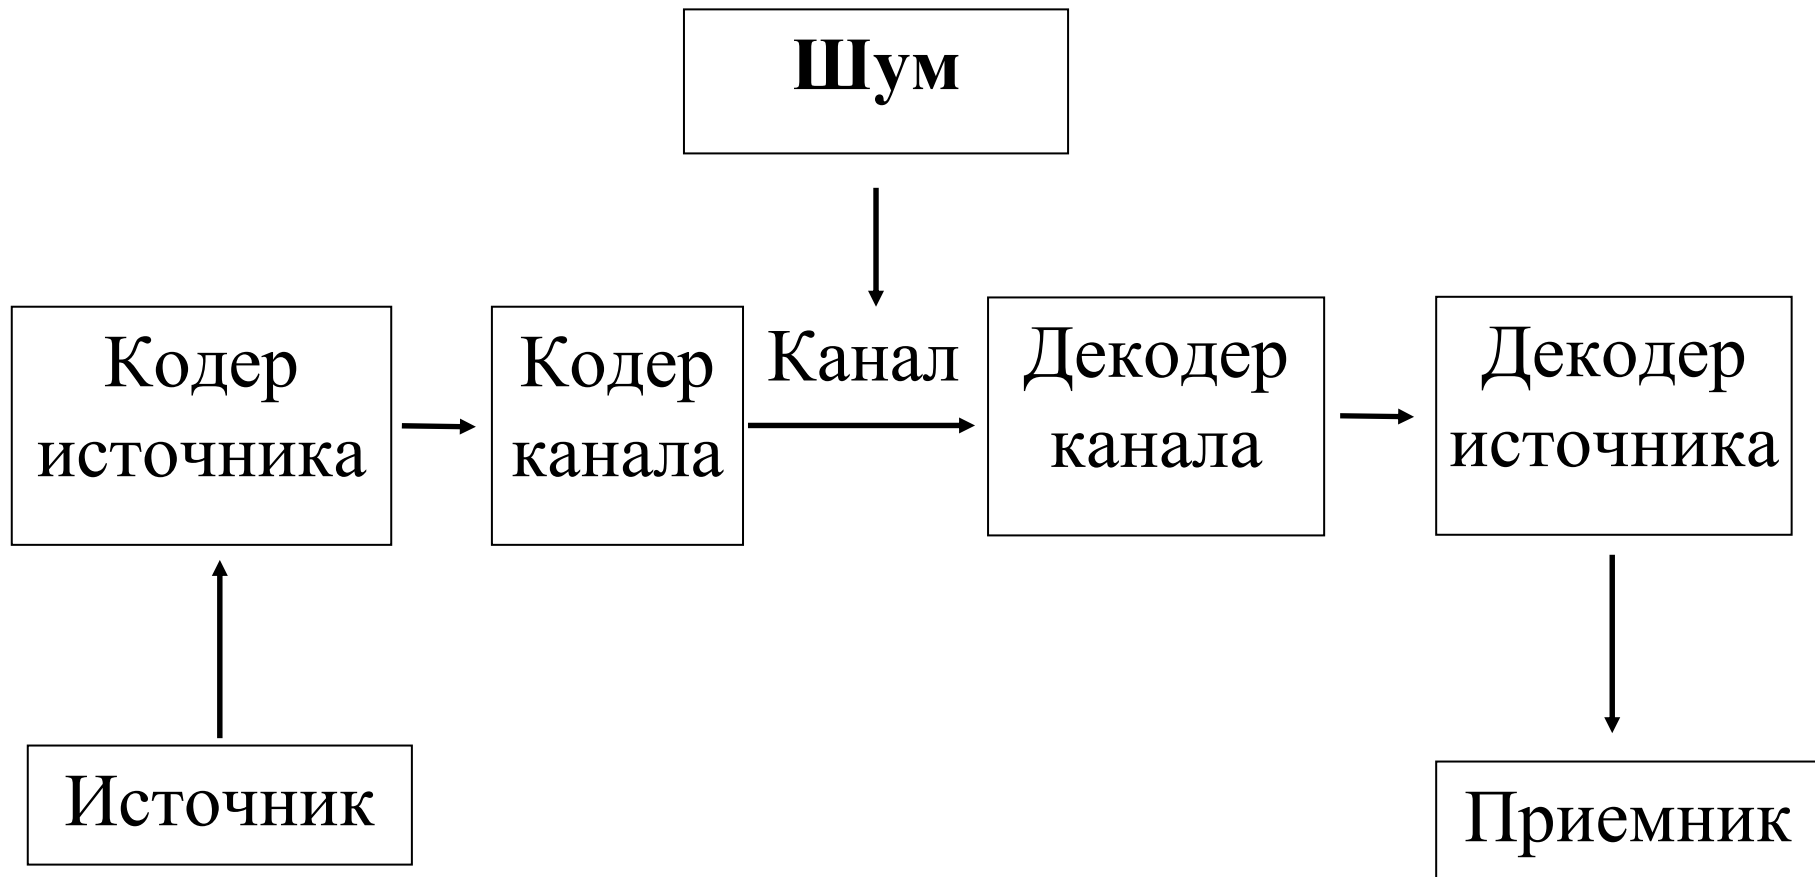 Шум
Кодер
источника
Кодер
канала
Канал
Декодер
канала
Декодер
источника
Источник
Приемник